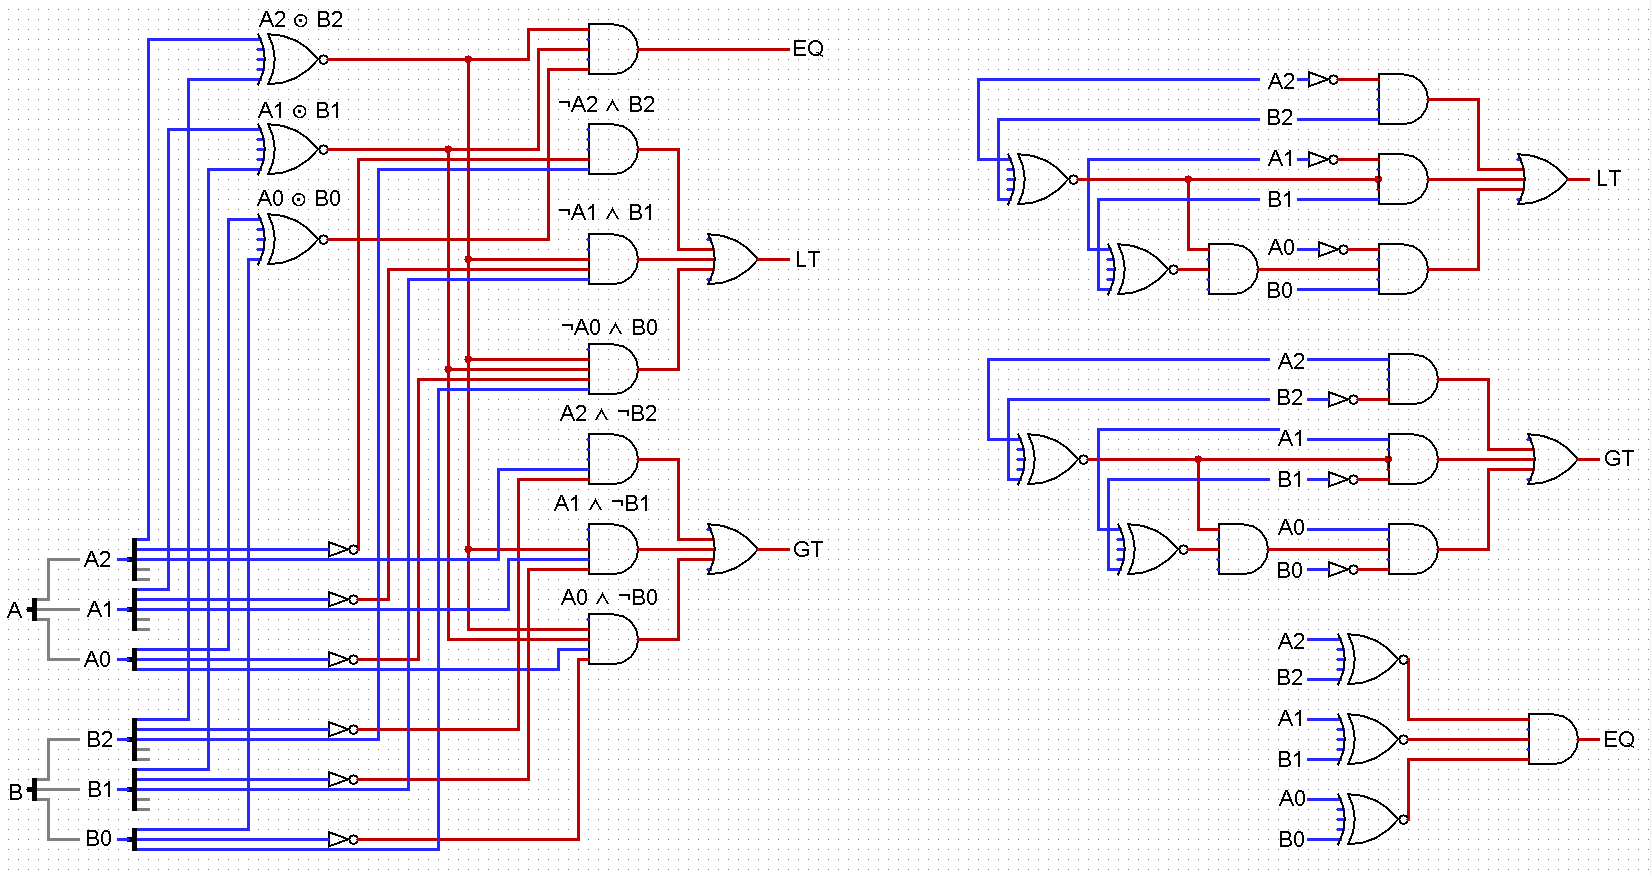 A2 ⊙ B2
EQ
¬A2 ∧ B2
A1 ⊙ B1
¬A1 ∧ B1
A0 ⊙ B0
LT
¬A0 ∧ B0
A2 ∧ ¬B2
A1 ∧ ¬B1
GT
A0 ∧ ¬B0
A
A2
A1
A0
B
B2
B1
B0
A2
B2
A1
B1
A0
B0
LT
A2
B2
A1
B1
A0
B0
GT
A2
B2
A1
B1
A0
B0
EQ